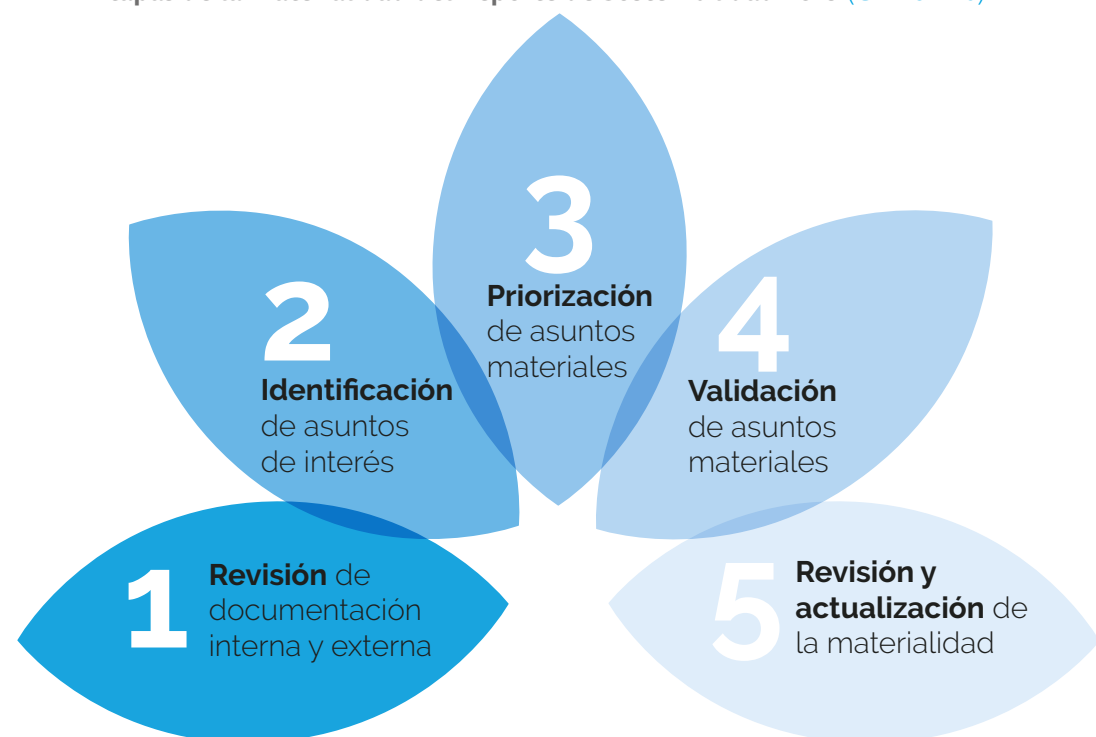 1
Revisión de
documentación
interna y externa
2
Identificación
de asuntos
de interés
3
Priorización
de asuntos
materiales
4
Validación
de asuntos
materiales
5
Revisión y
actualización de
la materialidad